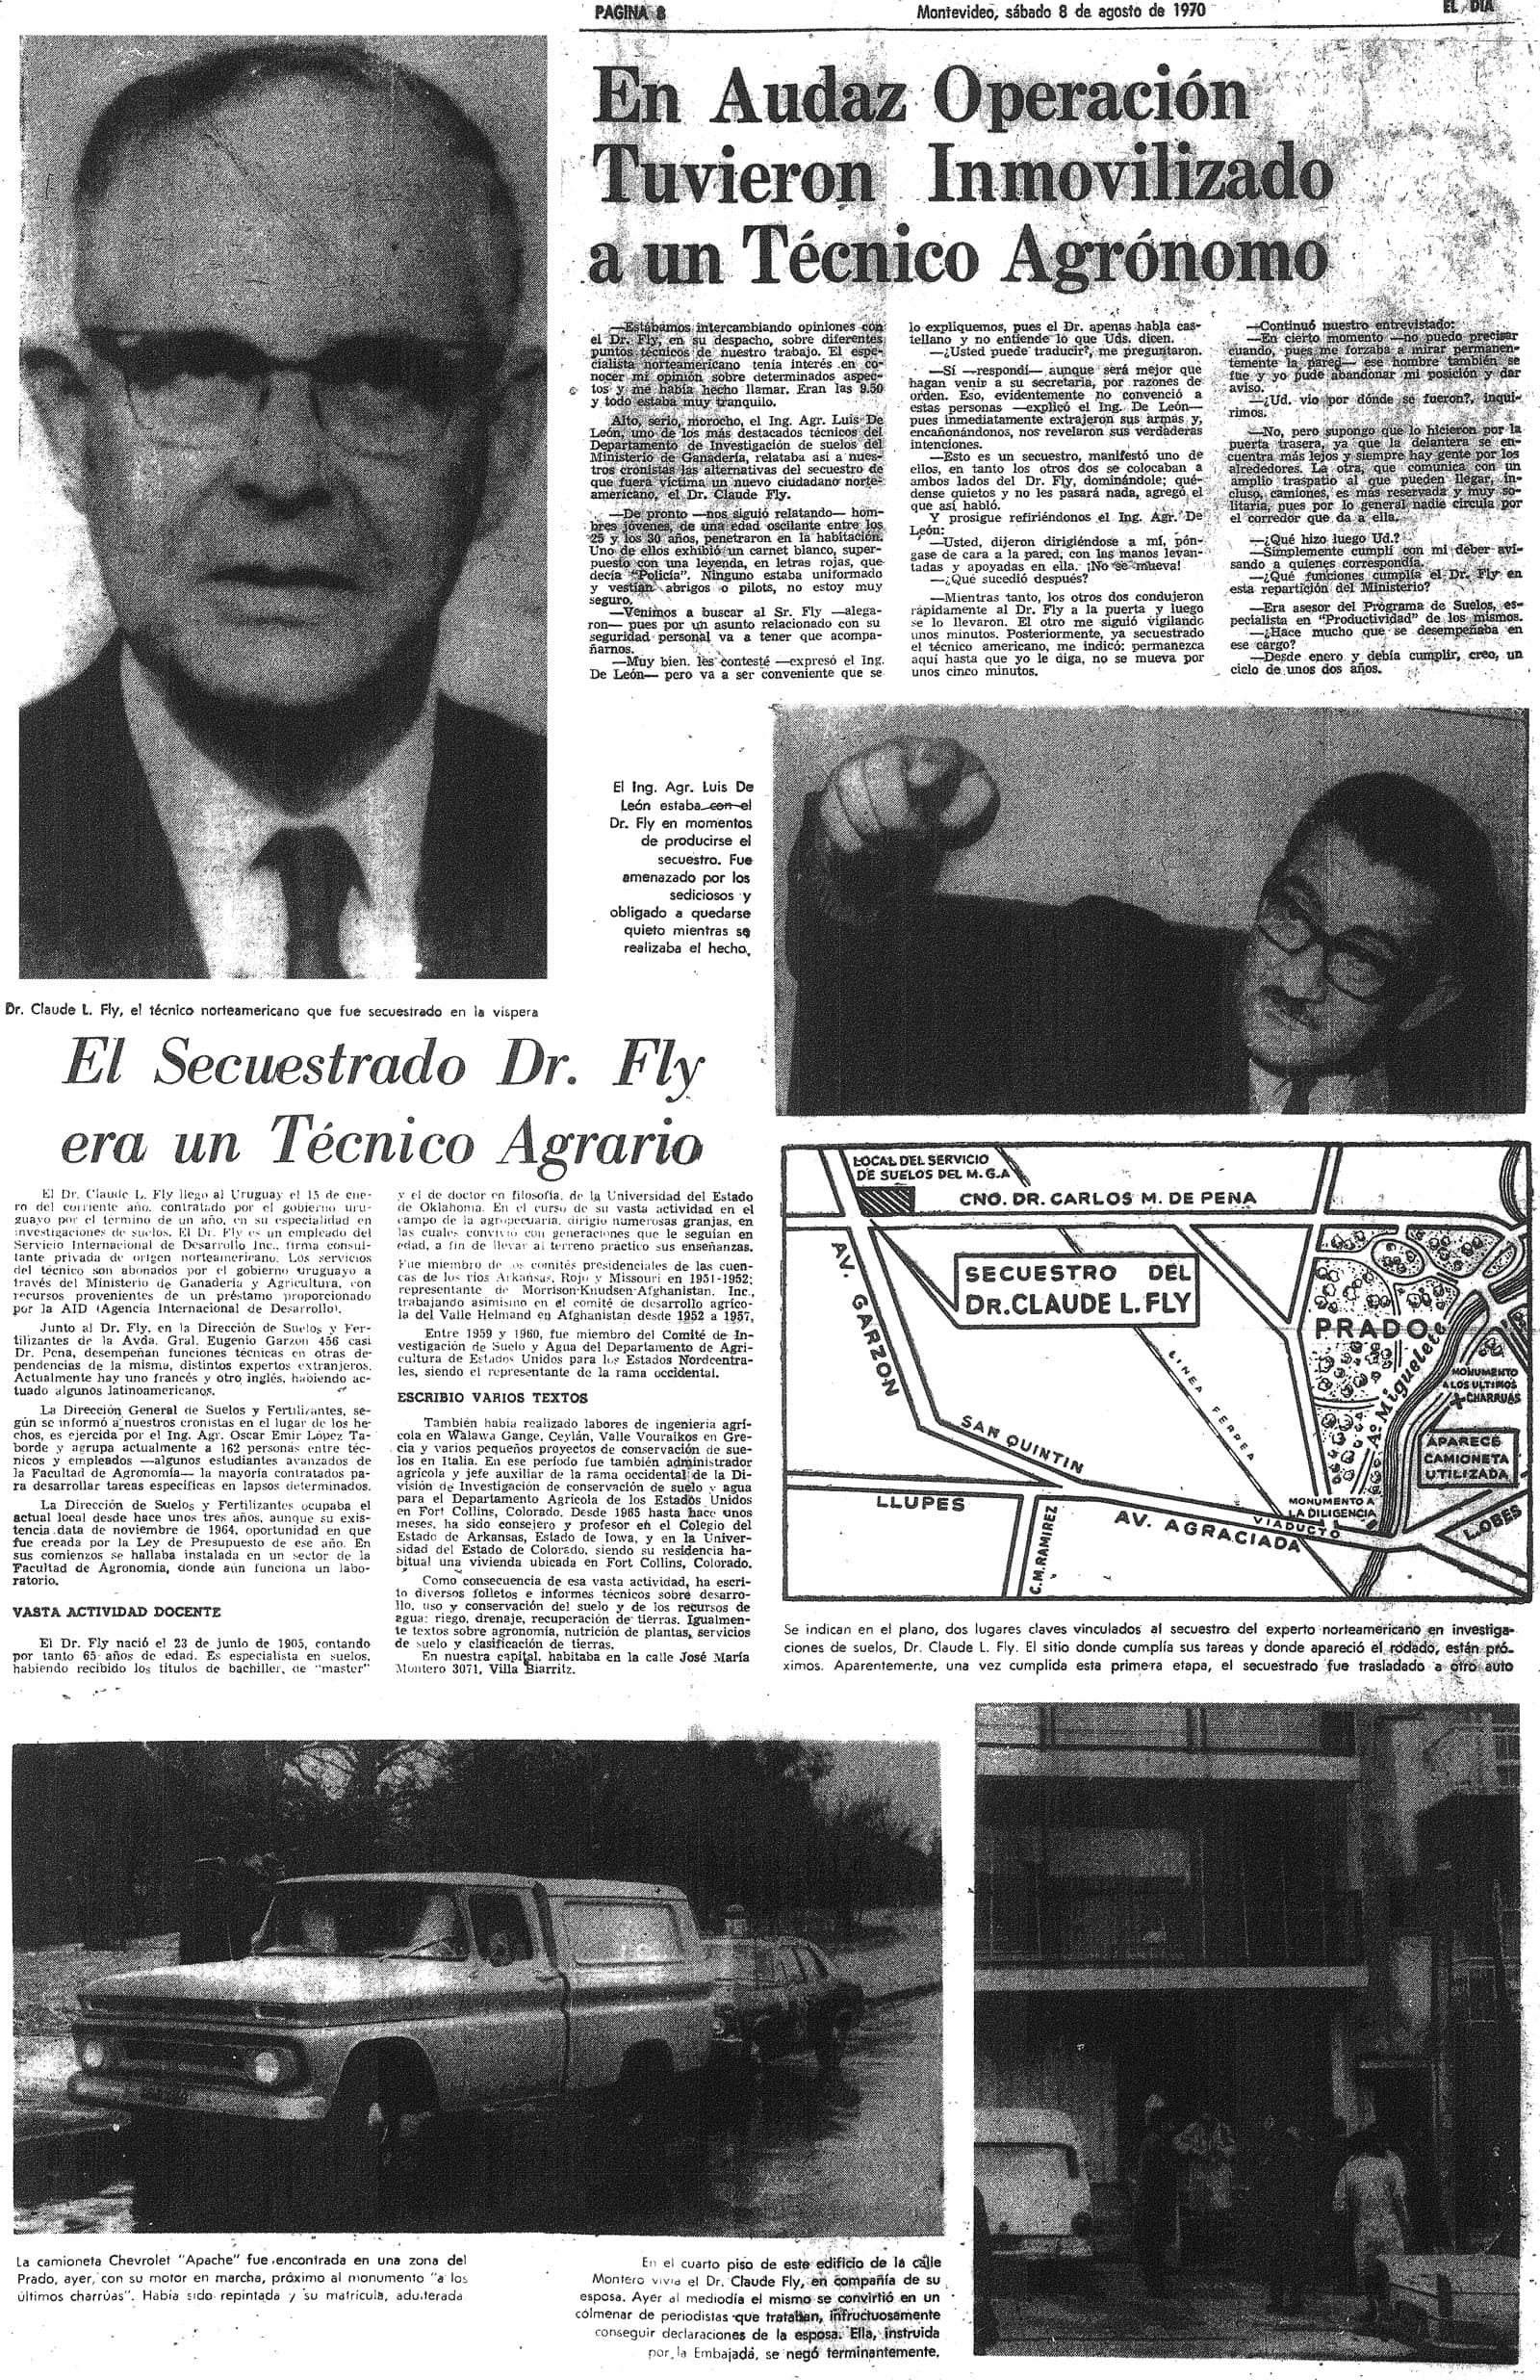 PAGINA 8
Montevideo, sábado 8 de agosto de 1970
EL DIA
En Audaz Operación
Tuvieron Inmovilizado
a un Técnico Agrónomo
—Estábamos intercambiando opiniones con
el Dr. Fly, en su despacho, sobre diferentes
puntos técnicos de nuestro trabajo. El espe-
cialista norteamericano tenía interés en co-
nocer mi opinión sobre determinados aspec-
tos y me había hecho llamar. Eran las 9.50
y todo estaba muy tranquilo.
Alto, serio, morocho, el Ing. Agr. Luis De
León, uno de los más destacados técnicos del
Departamento de Investigación de suelos del
Ministerio de Ganadería, relataba así a nues-
tros cronistas las alternativas del secuestro de
que fuera víctima un nuevo ciudadano norte-
americano, el Dr. Claude Fly.
—De pronto —nos siguió relatando— hom-
bres jóvenes, de una edad oscilante entre los
25 y los 30 años, penetraron en la habitación.
Uno de ellos exhibió un carnet blanco, super-
puesto con una leyenda, en letras rojas, que
decía "Policía". Ninguno estaba uniformado
y vestían abrigos o pilots, no estoy muy
seguro.
—Venimos a buscar al Sr. Fly —alega-
ron— pues por un asunto relacionado con su
seguridad personal va a tener que acompa-
ñarnos.
—Muy bien, les contesté —expresó el Ing.
De León— pero va a ser conveniente que se
lo expliquemos, pues el Dr. apenas habla cas-
tellano y no entiende lo que Uds. dicen.
—¿Usted puede traducir?, me preguntaron.
—Sí —respondí— aunque será mejor que
hagan venir a su secretaria, por razones de
orden. Eso, evidentemente no convenció a
estas personas —explicó el Ing. De León—
pues inmediatamente extrajeron sus armas y,
encañonándonos, nos revelaron sus verdaderas
intenciones.
—Esto es un secuestro, manifestó uno de
ellos, en tanto los otros dos se colocaban a
ambos lados del Dr. Fly, dominándole; qué-
dense quietos y no les pasará nada, agregó el
que así habló.
Y prosigue refiriéndonos el Ing. Agr. De
León:
—Usted, dijeron dirigiéndose a mí, pón-
gase de cara a la pared, con las manos levan-
tadas y apoyadas en ella. ¡No se mueva!
—¿Qué sucedió después?
—Mientras tanto, los otros dos condujeron
rápidamente al Dr. Fly a la puerta y luego
se lo llevaron. El otro me siguió vigilando
unos minutos. Posteriormente, ya secuestrado
el técnico americano, me indicó: permanezca
aquí hasta que yo le diga, no se mueva por
unos cinco minutos.
—Continuó nuestro entrevistado:
—En cierto momento —no puedo precisar
cuando, pues me forzaba a mirar permanen-
temente la pared— ese hombre también se
fue y yo pude abandonar mi posición y dar
aviso.
—¿Ud. vio por dónde se fueron?, inqui-
rimos.
—No, pero supongo que lo hicieron por la
puerta trasera, ya que la delantera se en-
cuentra más lejos y siempre hay gente por los
alrededores. La otra, que comunica con un
amplio traspatio al que pueden llegar, in-
cluso, camiones, es más reservada y muy so-
litaria, pues por lo general nadie circula por
el corredor que da a ella.
—¿Qué hizo luego Ud.?
—Simplemente cumplí con mi deber avi-
sando a quienes correspondía.
—¿Qué funciones cumplía el Dr. Fly en
esta repartición del Ministerio?
—Era asesor del Programa de Suelos, es-
pecialista en "Productividad" de los mismos.
—¿Hace mucho que se desempeñaba en
ese cargo?
—Desde enero y debía cumplir, creo, un
ciclo de unos dos años.
El Ing. Agr. Luis De
León estaba con el
Dr. Fly en momentos
de producirse el
secuestro. Fue
amenazado por los
sediciosos y
obligado a quedarse
quieto mientras se
realizaba el hecho.
Dr. Claude L. Fly, el técnico norteamericano que fue secuestrado en la víspera
El Secuestrado Dr. Fly
era un Técnico Agrario
El Dr. Claude L. Fly llego al Uruguay el 15 de ene-
ro del corriente año, contratado por el gobierno uru-
guayo por el termino de un año, en su especialidad en
investigaciones de suelos. El Dr. Fly es un empleado del
Servicio Internacional de Desarrollo Inc., firma consul-
tante privada de origen norteamericano. Los servicios
del técnico son abonados por el gobierno uruguayo a
través del Ministerio de Ganadería y Agricultura, con
recursos provenientes de un préstamo proporcionado
por la AID (Agencia Internacional de Desarrollo).
Junto al Dr. Fly, en la Dirección de Suelos y Fer-
tilizantes de la Avda. Gral. Eugenio Garzón 456 casi
Dr. Pena, desempeñan funciones técnicas en otras de-
pendencias de la misma, distintos expertos extranjeros.
Actualmente hay uno francés y otro inglés, habiendo ac-
tuado algunos latinoamericanos.
La Dirección General de Suelos y Fertilizantes, se-
gún se informó a nuestros cronistas en el lugar de los he-
chos, es ejercida por el Ing. Agr. Oscar Emir López Ta-
borde y agrupa actualmente a 162 personas entre téc-
nicos y empleados —algunos estudiantes avanzados de
la Facultad de Agronomía— la mayoría contratados pa-
ra desarrollar tareas específicas en lapsos determinados.
La Dirección de Suelos y Fertilizantes ocupaba el
actual local desde hace unos tres años, aunque su exis-
tencia data de noviembre de 1964, oportunidad en que
fue creada por la Ley de Presupuesto de ese año. En
sus comienzos se hallaba instalada en un sector de la
Facultad de Agronomía, donde aún funciona un labo-
ratorio.
VASTA ACTIVIDAD DOCENTE
El Dr. Fly nació el 23 de junio de 1905, contando
por tanto 65 años de edad. Es especialista en suelos,
habiendo recibido los títulos de bachiller, de "master"
y el de doctor en filosofía, de la Universidad del Estado
de Oklahoma. En el curso de su vasta actividad en el
campo de la agropecuaria, dirigio numerosas granjas, en
las cuales convivió con generaciones que le seguían en
edad, a fin de llevar al terreno práctico sus enseñanzas.
Fue miembro de los comités presidenciales de las cuen-
cas de los ríos Arkansas, Rojo y Missouri en 1951-1952;
representante de Morrison-Knudsen-Afghanistan, Inc.,
trabajando asimismo en el comité de desarrollo agríco-
la del Valle Helmand en Afghanistan desde 1952 a 1957,
Entre 1959 y 1960, fue miembro del Comité de In-
vestigación de Suelo y Agua del Departamento de Agri-
cultura de Estados Unidos para los Estados Nordcentra-
les, siendo el representante de la rama occidental.
ESCRIBIO VARIOS TEXTOS
También había realizado labores de ingeniería agrí-
cola en Walawa Gange, Ceylán, Valle Vouraikos en Gre-
cia y varios pequeños proyectos de conservación de sue-
los en Italia. En ese período fue también administrador
agrícola y jefe auxiliar de la rama occidental de la Di-
visión de Investigación de conservación de suelo y agua
para el Departamento Agrícola de los Estados Unidos
en Fort Collins, Colorado. Desde 1965 hasta hace unos
meses, ha sido consejero y profesor en el Colegio del
Estado de Arkansas, Estado de Iowa, y en la Univer-
sidad del Estado de Colorado, siendo su residencia ha-
bitual una vivienda ubicada en Fort Collins, Colorado.
Como consecuencia de esa vasta actividad, ha escri-
to diversos folletos e informes técnicos sobre desarro-
llo, uso y conservación del suelo y de los recursos de
agua: riego, drenaje, recuperación de tierras. Igualmen-
te textos sobre agronomía, nutrición de plantas, servicios
de suelo y clasificación de tierras.
En nuestra capital, habitaba en la calle José María
Montero 3071, Villa Biarritz.
LOCAL DEL SERVICIO
DE SUELOS DEL M.G.A
CNO. DR. CARLOS M. DE PENA
AV. GARZON
SECUESTRO DEL
DR. CLAUDE L. FLY
PRADO
Ao Miguelete
LINEA FERREA
MONUMENTO
A LOS ULTIMOS
CHARRUAS
APARECE
CAMIONETA
UTILIZADA
SAN QUINTIN
LLUPES
C.M. RAMIREZ
AV. AGRACIADA
MONUMENTO A
LA DILIGENCIA
VIADUCTO
L. OBES
Se indican en el plano, dos lugares claves vinculados al secuestro del experto norteamericano en investiga-
ciones de suelos, Dr. Claude L. Fly. El sitio donde cumplía sus tareas y donde apareció el rodado, están pró-
ximos. Aparentemente, una vez cumplida esta primera etapa, el secuestrado fue trasladado a otro auto
La camioneta Chevrolet "Apache" fue encontrada en una zona del
Prado, ayer, con su motor en marcha, próximo al monumento "a los
últimos charrúas". Había sido repintada y su matrícula, adulterada
En el cuarto piso de este edificio de la calle
Montero vivía el Dr. Claude Fly, en compañía de su
esposa. Ayer al mediodía el mismo se convirtió en un
colmenar de periodistas que trataban, infructuosamente
conseguir declaraciones de la esposa. Ella, instruida
por la Embajada, se negó terminantemente.